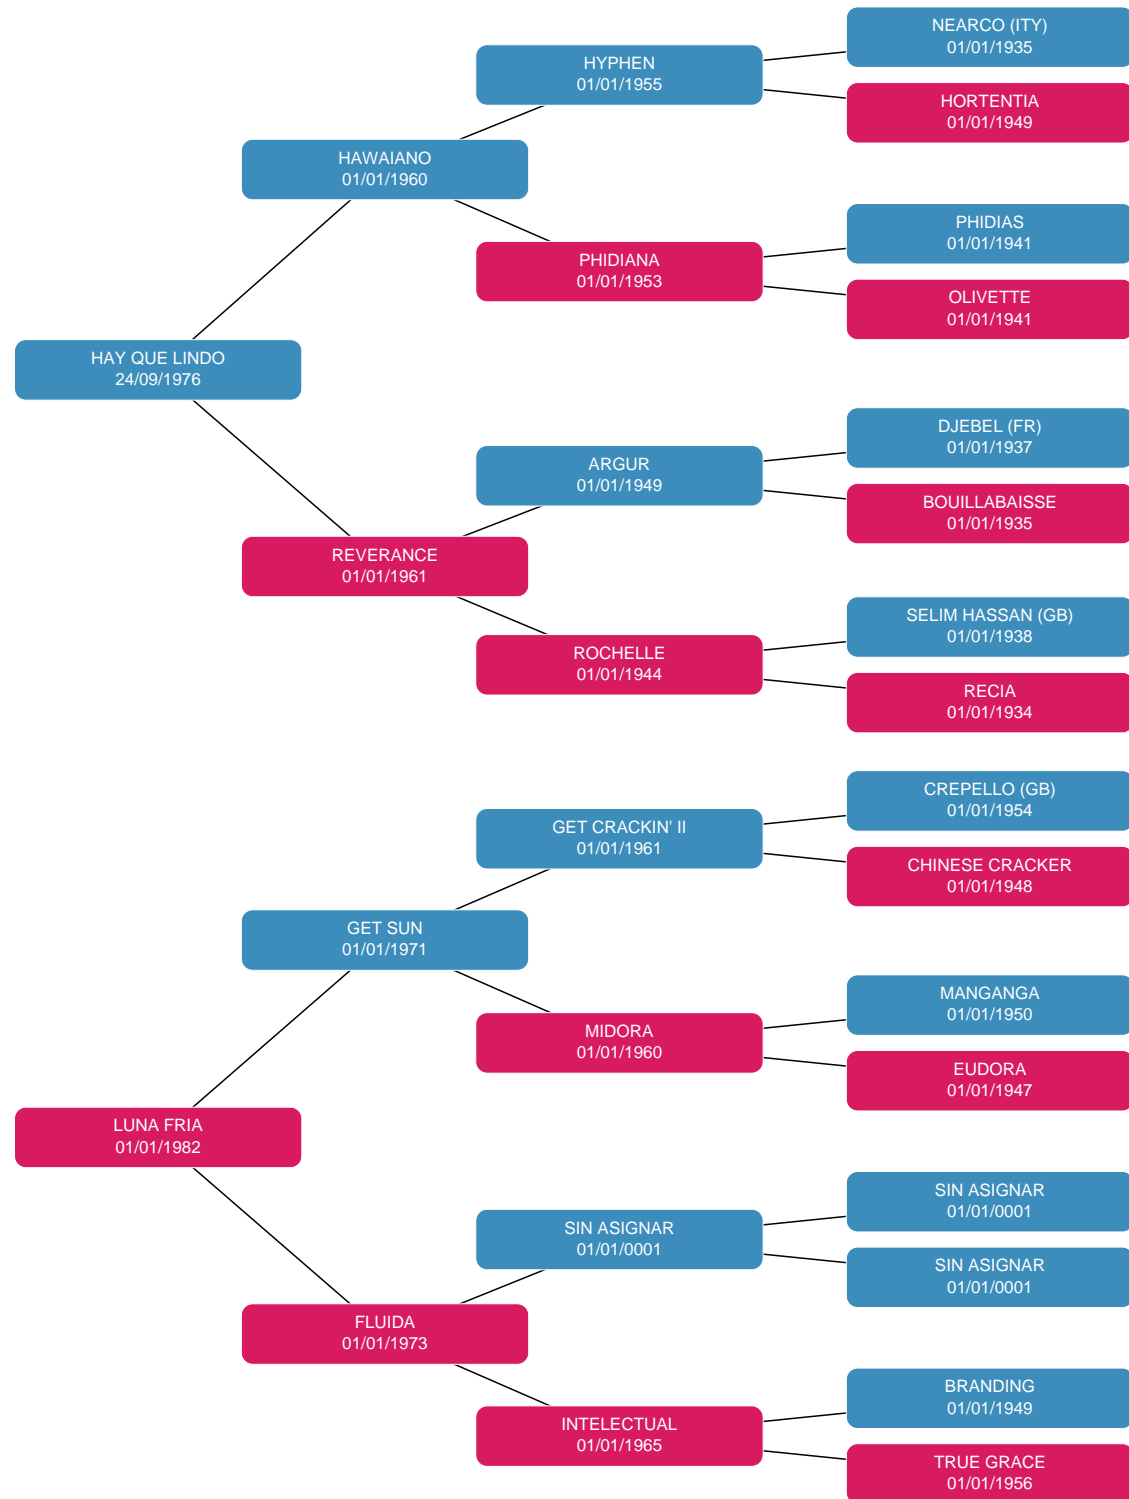 NEARCO (ITY)
01/01/1935
HYPHEN
01/01/1955
HORTENTIA
01/01/1949
HAWAIANO
01/01/1960
PHIDIAS
01/01/1941
PHIDIANA
01/01/1953
OLIVETTE
01/01/1941
HAY QUE LINDO
24/09/1976
DJEBEL (FR)
01/01/1937
ARGUR
01/01/1949
BOUILLABAISSE
01/01/1935
REVERANCE
01/01/1961
SELIM HASSAN (GB)
01/01/1938
ROCHELLE
01/01/1944
RECIA
01/01/1934
CREPELLO (GB)
01/01/1954
GET CRACKIN' II
01/01/1961
CHINESE CRACKER
01/01/1948
GET SUN
01/01/1971
MANGANGA
01/01/1950
MIDORA
01/01/1960
EUDORA
01/01/1947
LUNA FRIA
01/01/1982
SIN ASIGNAR
01/01/0001
SIN ASIGNAR
01/01/0001
SIN ASIGNAR
01/01/0001
FLUIDA
01/01/1973
BRANDING
01/01/1949
INTELECTUAL
01/01/1965
TRUE GRACE
01/01/1956